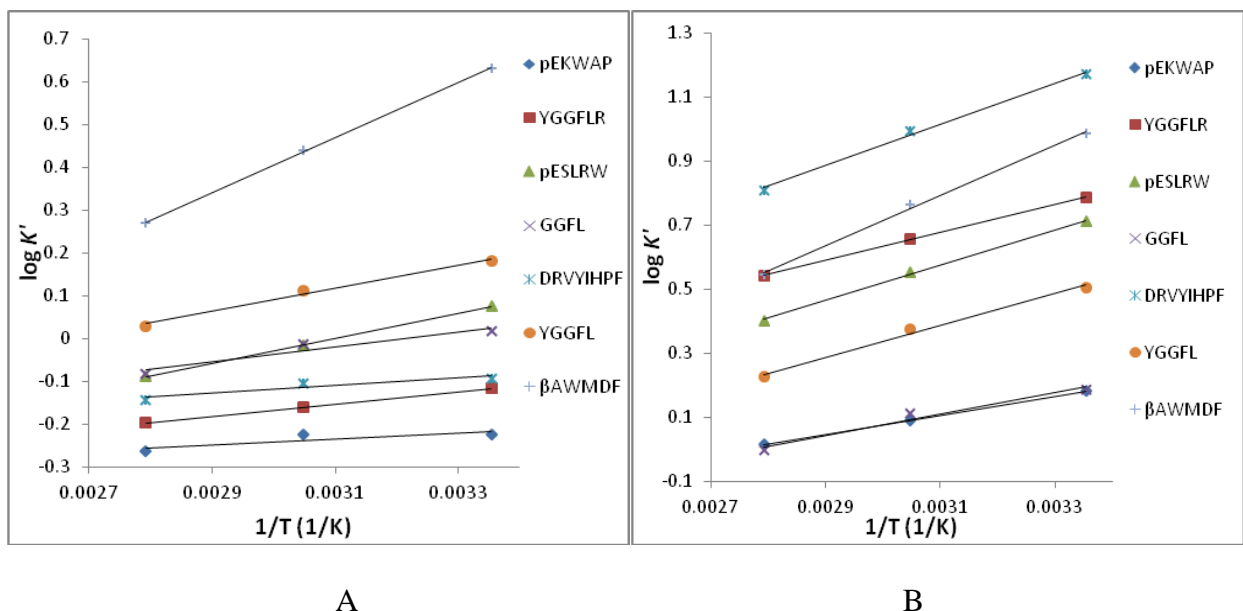 0.7
0.6
0.5
0.4
0.3
0.2
0.1
0
-0.1
-0.2
-0.3
log K'
0.0027
0.0029
0.0031
0.0033
1/T (1/K)
pEKWAP
YGGFLR
pESLRW
GGFL
DRVYIHPF
YGGFL
βAWMDF
A
1.3
1.1
0.9
0.7
0.5
0.3
0.1
-0.1
log K'
0.0027
0.0029
0.0031
0.0033
1/T (1/K)
pEKWAP
YGGFLR
pESLRW
GGFL
DRVYIHPF
YGGFL
βAWMDF
B